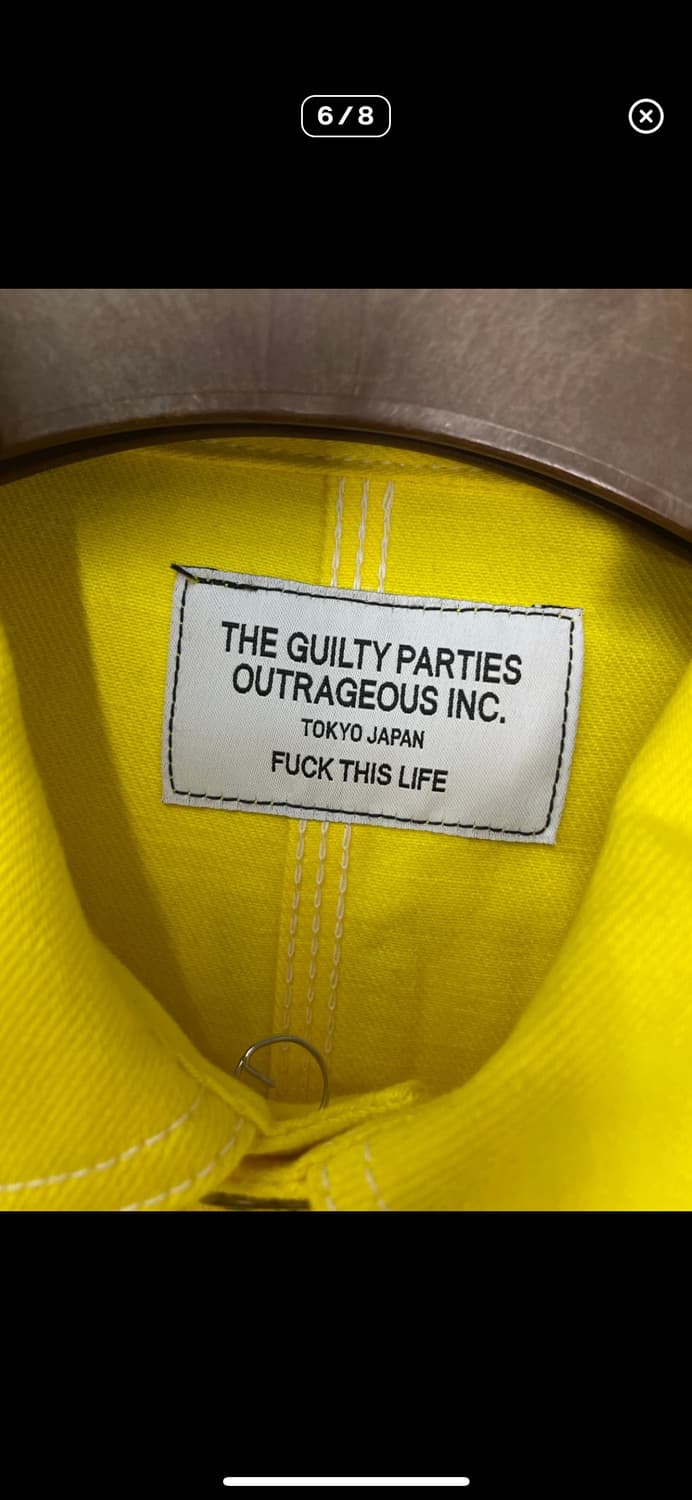 6/8
THE GUILTY PARTIES
OUTRAGEOUS INC.
TOKYO JAPAN
FUCK THIS LIFE